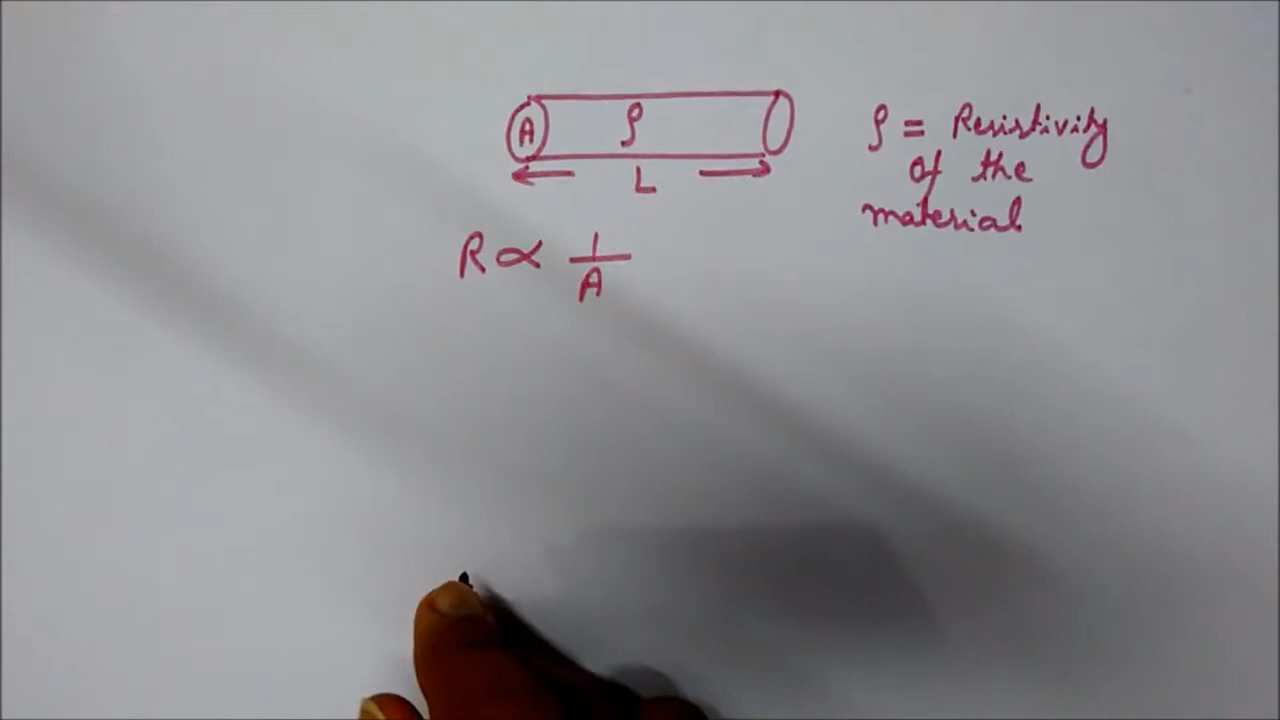 A ρ
L
ρ = Resistivity
of the
material
R ∝ 1/A